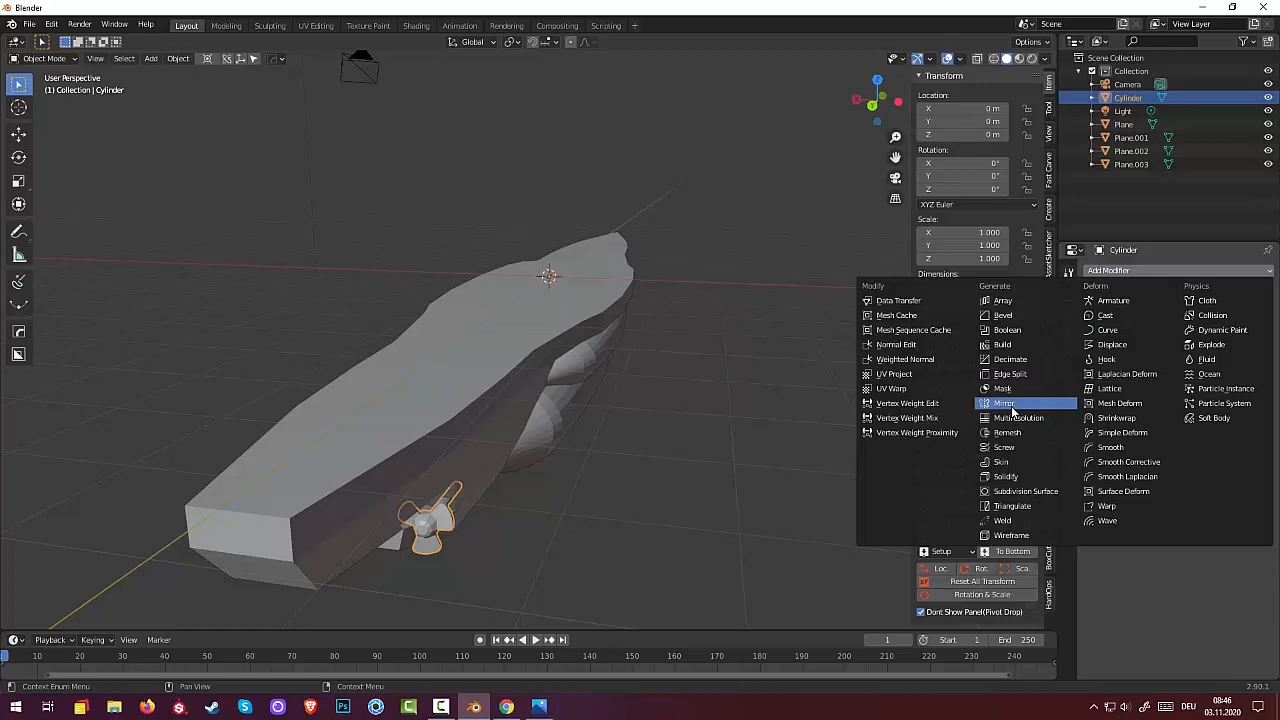 Blender
File Edit Render Window Help Layout Modeling Sculpting UV Editing Texture Paint Shading Animation Rendering Compositing Scripting + Scene View Layer
Global Options
Object Mode View Select Add Object
User Perspective
(1) Collection | Cylinder
Transform
Location:
X 0 m
Y 0 m
Z 0 m
Rotation:
X 0°
Y 0°
Z 0°
XYZ Euler
Scale:
X 1.000
Y 1.000
Z 1.000
Dimensions:
Item
Tool
View
Fast Carve
Create
AssetSketcher
BoxCut
HardOps
Scene Collection
Collection
Camera
Cylinder
Light
Plane
Plane.001
Plane.002
Plane.003
Cylinder
Add Modifier
Modify
Data Transfer
Mesh Cache
Mesh Sequence Cache
Normal Edit
Weighted Normal
UV Project
UV Warp
Vertex Weight Edit
Vertex Weight Mix
Vertex Weight Proximity
Generate
Array
Bevel
Boolean
Build
Decimate
Edge Split
Mask
Mirror
Multiresolution
Remesh
Screw
Skin
Solidify
Subdivision Surface
Triangulate
Weld
Wireframe
Deform
Armature
Cast
Curve
Displace
Hook
Laplacian Deform
Lattice
Mesh Deform
Shrinkwrap
Simple Deform
Smooth
Smooth Corrective
Smooth Laplacian
Surface Deform
Warp
Wave
Physics
Cloth
Collision
Dynamic Paint
Explode
Fluid
Ocean
Particle Instance
Particle System
Soft Body
Setup To Bottom
Loc. Rot. Sca.
Reset All Transform
Rotation & Scale
Dont Show Panel(Pivot Drop)
Playback Keying View Marker 1 Start 1 End 250
10 20 30 40 50 60 70 80 90 100 110 120 130 140 150 160 170 180 190 200 210 220 230 240
Context Enum Menu Pan View Context Menu 2.90.1
DEU 08:46
03.11.2020